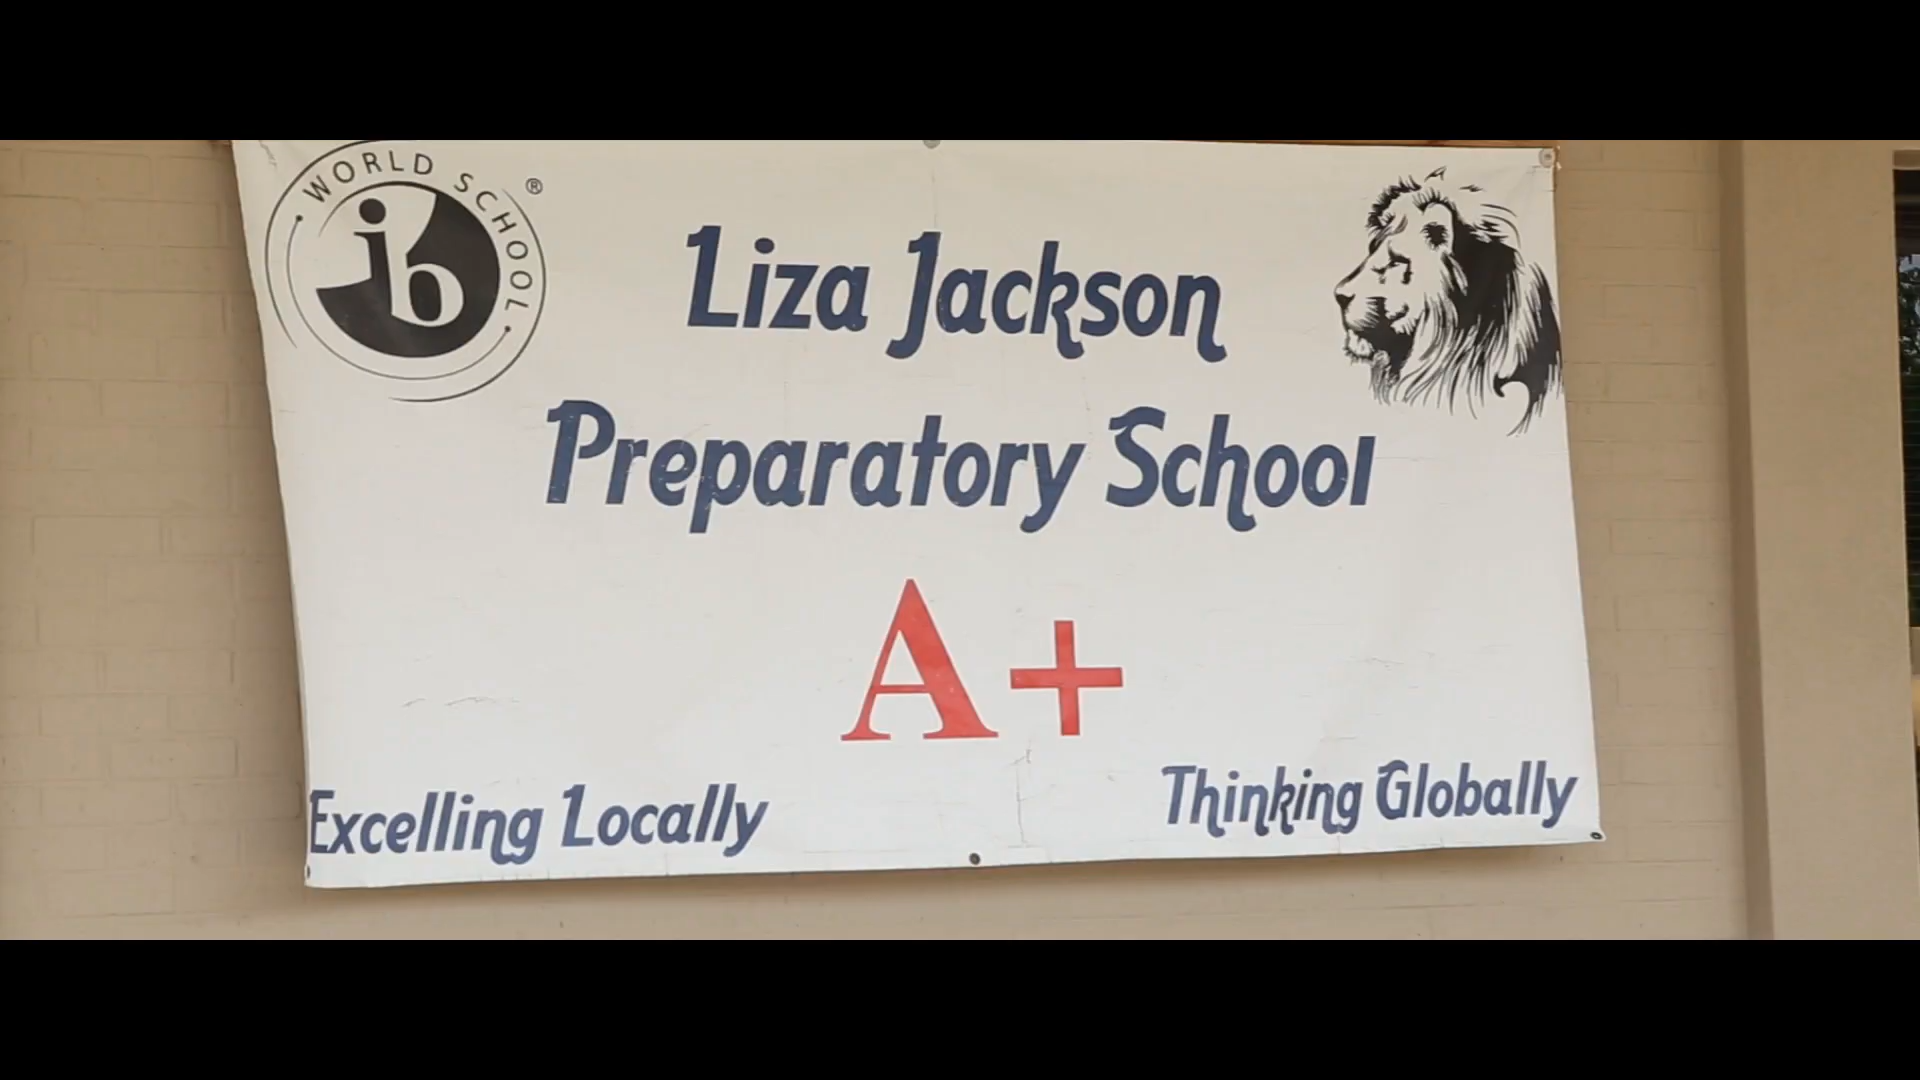 WORLD SCHOOL ®
ib
Liza Jackson
Preparatory School
A+
Excelling Locally
Thinking Globally